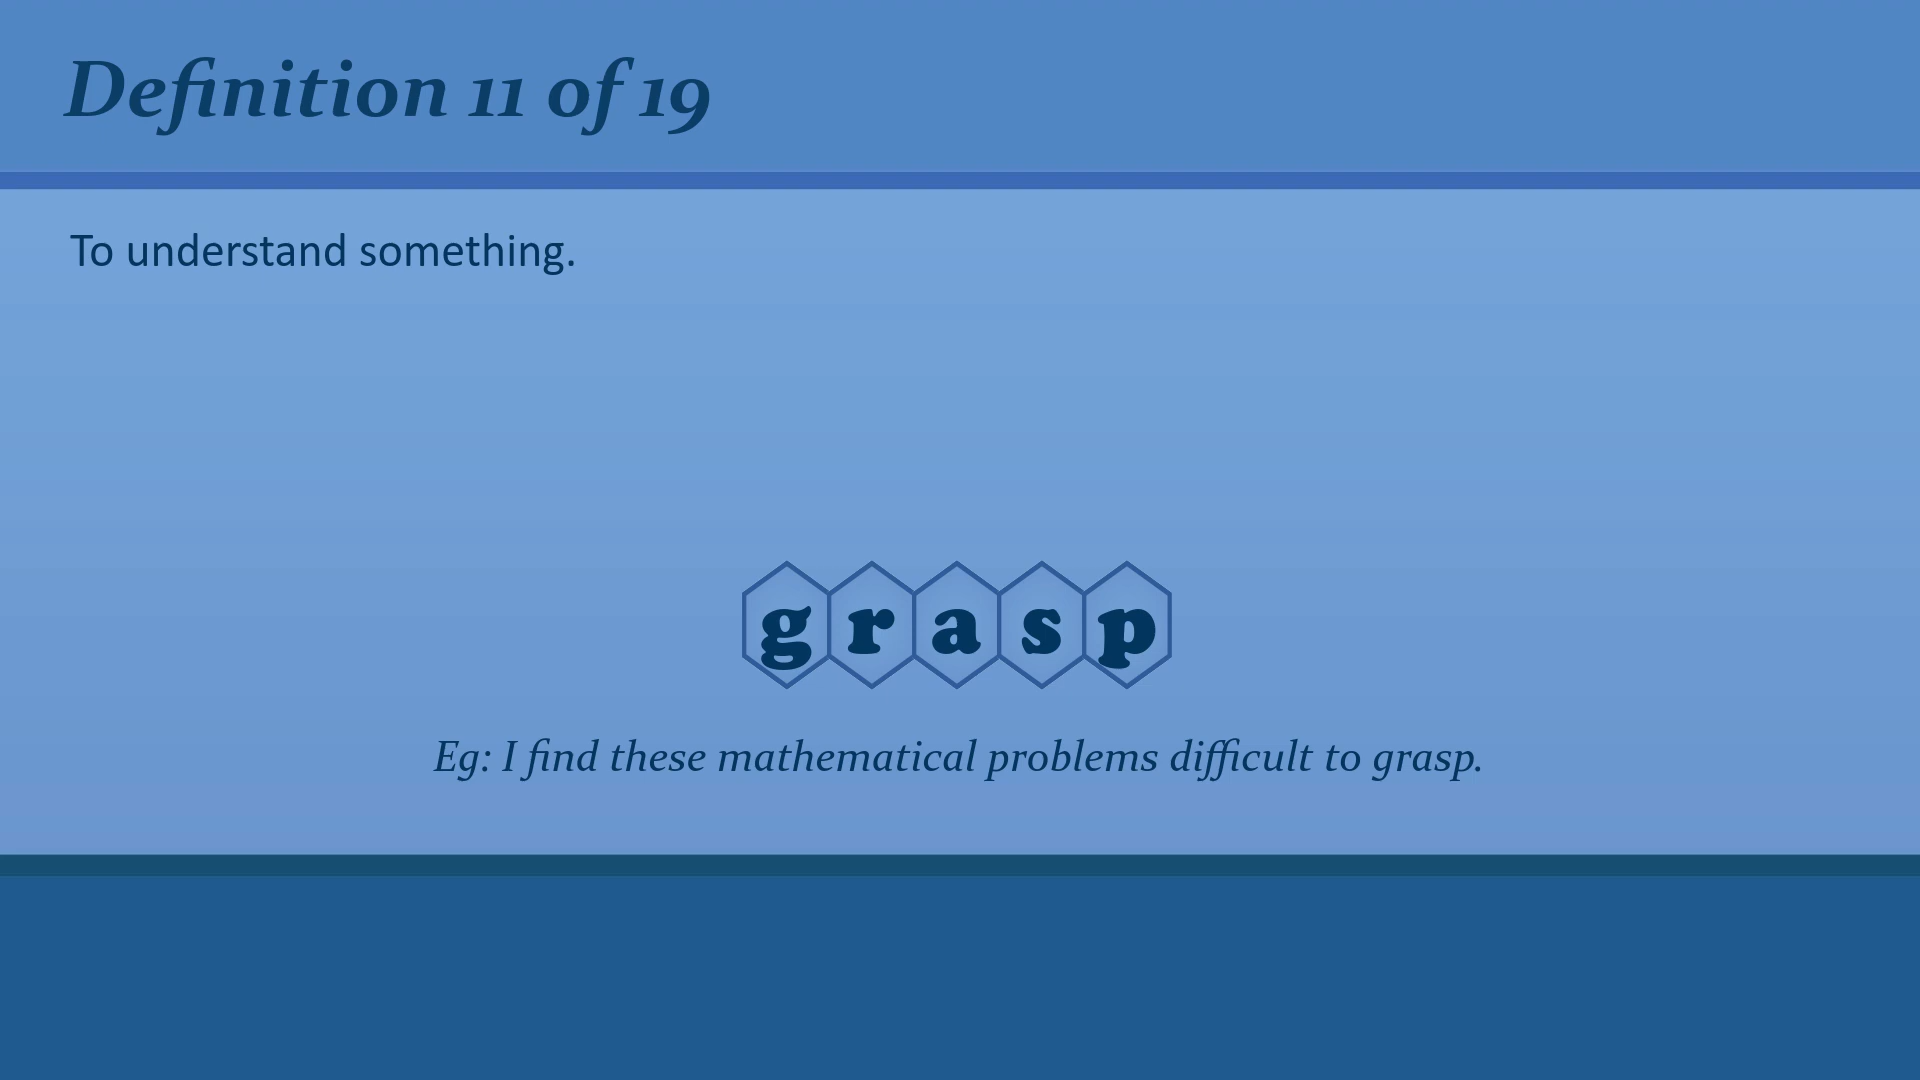 Definition 11 of 19
To understand something.
grasp
Eg: I find these mathematical problems difficult to grasp.